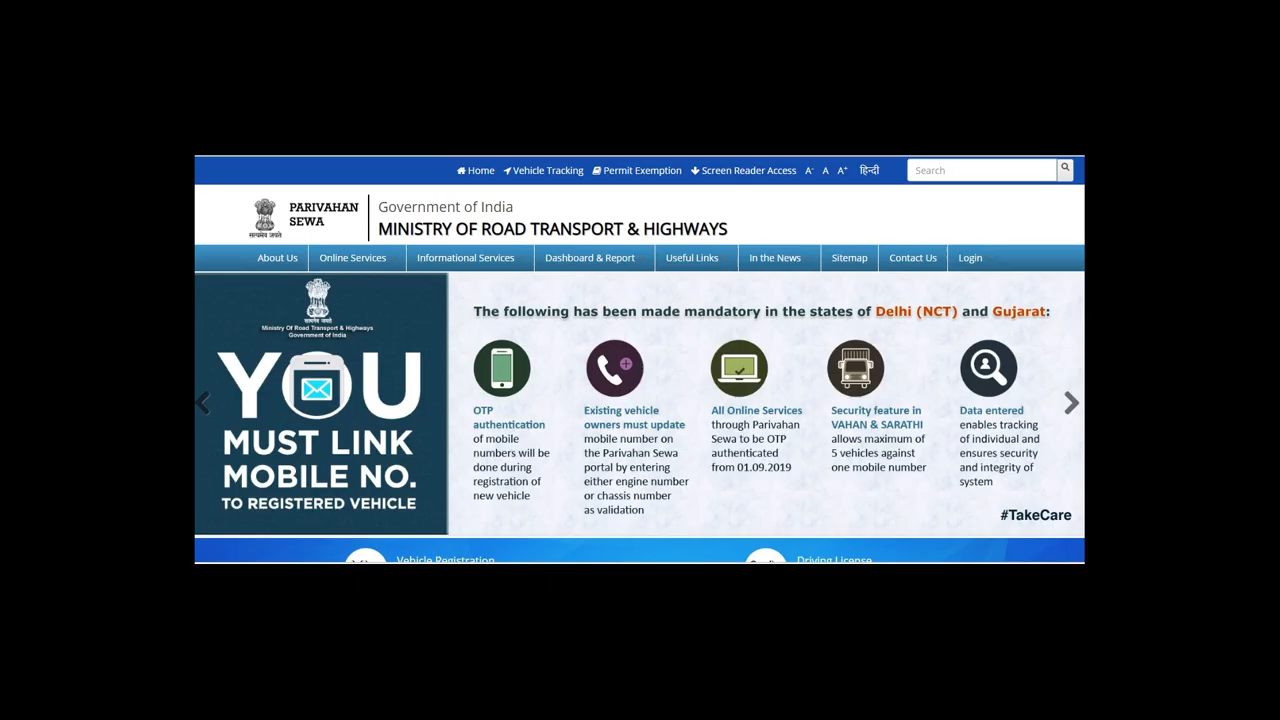 Home Vehicle Tracking Permit Exemption Screen Reader Access A- A A+ हिन्दी Search
PARIVAHAN
SEWA
सत्यमेव जयते
Government of India
MINISTRY OF ROAD TRANSPORT & HIGHWAYS
About Us Online Services Informational Services Dashboard & Report Useful Links In the News Sitemap Contact Us Login
Ministry Of Road Transport & Highways
Government of India
YOU
MUST LINK
MOBILE NO.
TO REGISTERED VEHICLE
The following has been made mandatory in the states of Delhi (NCT) and Gujarat:
OTP
authentication
of mobile
numbers will be
done during
registration of
new vehicle
Existing vehicle
owners must update
mobile number on
the Parivahan Sewa
portal by entering
either engine number
or chassis number
as validation
All Online Services
through Parivahan
Sewa to be OTP
authenticated
from 01.09.2019
Security feature in
VAHAN & SARATHI
allows maximum of
5 vehicles against
one mobile number
Data entered
enables tracking
of individual and
ensures security
and integrity of
system
#TakeCare
Vehicle Registration
Driving License